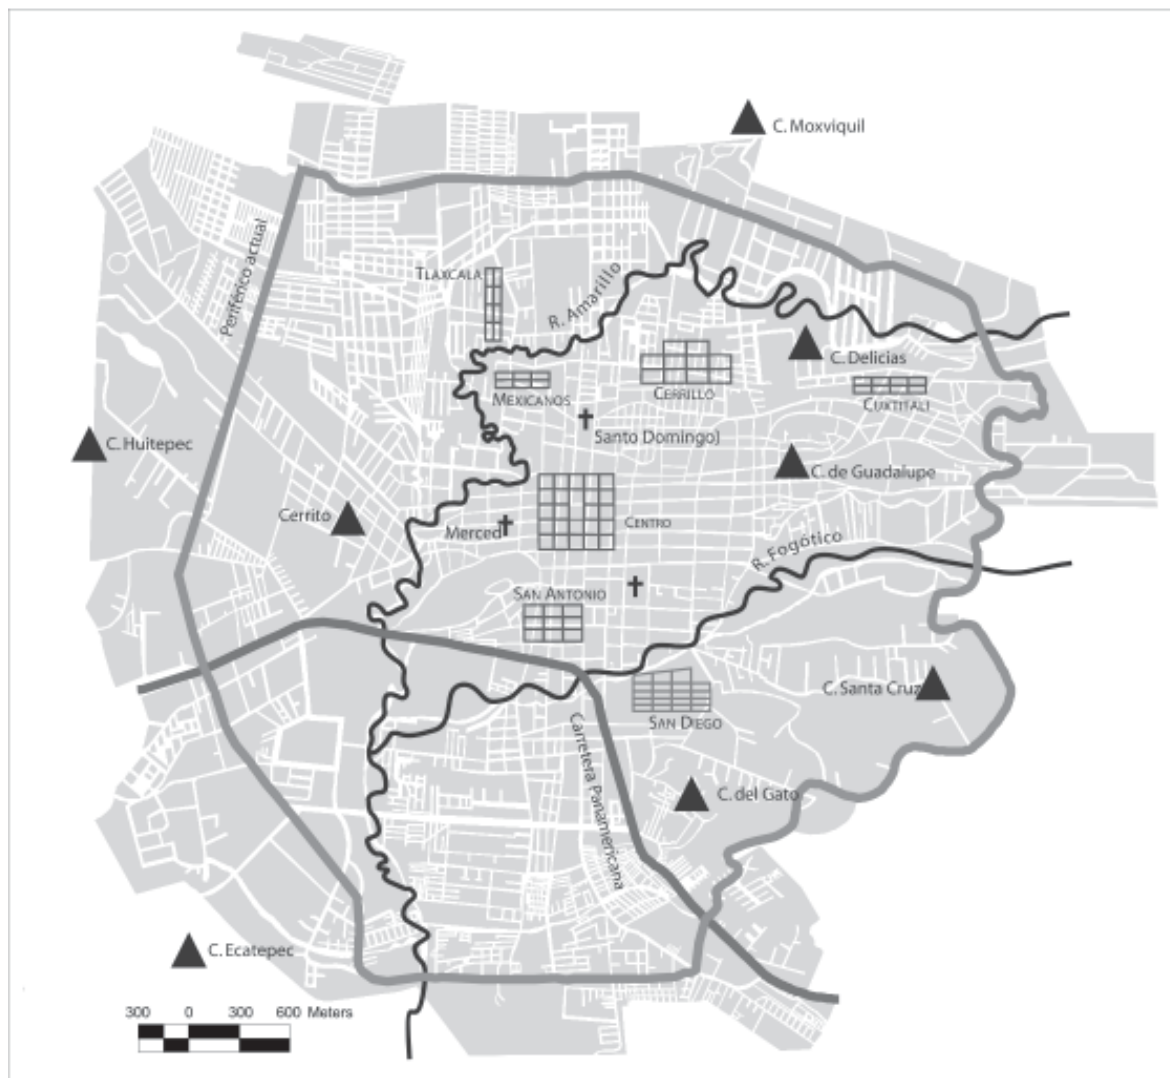 C. Moxviquil
Periférico actual
TLAXCALA
R. Amarillo
C. Delicias
MEXICANOS
CERRILLO
CUXTITALI
Santo Domingo)
C. Huitepec
C. de Guadalupe
Cerrito
Merced
CENTRO
R. Fogótico
SAN ANTONIO
C. Santa Cruz
SAN DIEGO
Carretera Panamericana
C. del Gato
C. Ecatepec
300 0 300 600 Meters